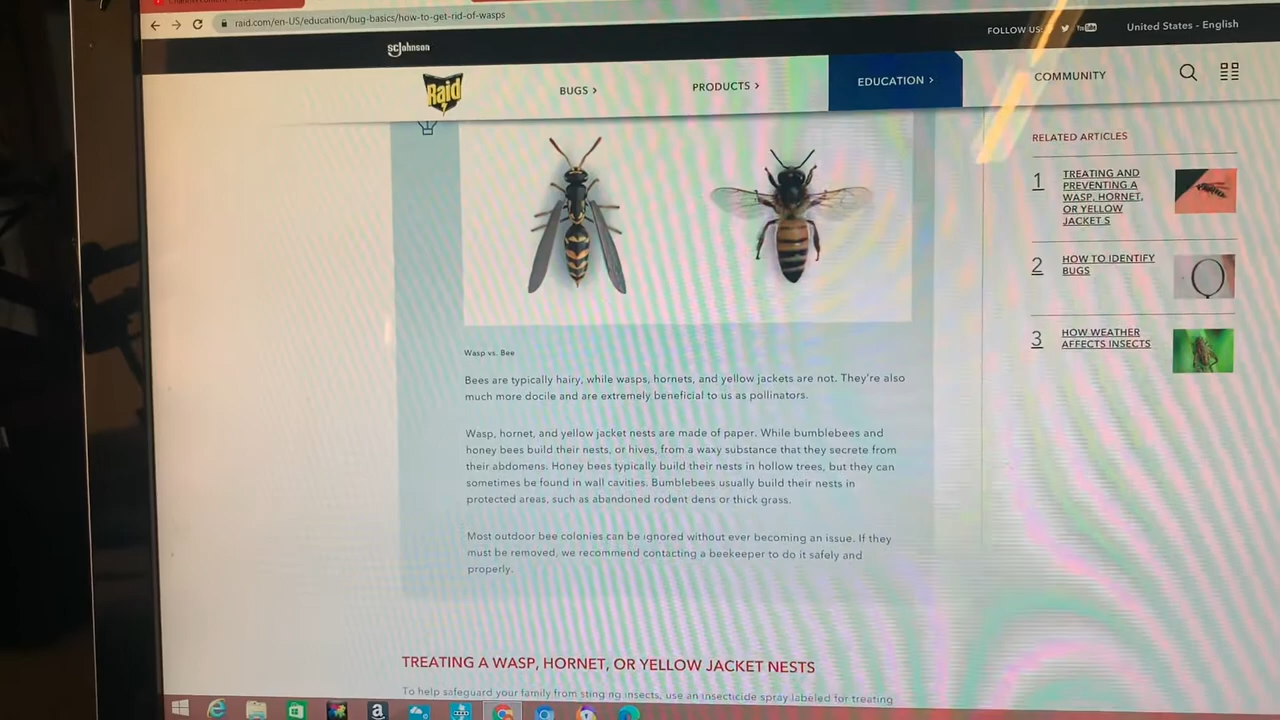 raid.com/en-US/education/bug-basics/how-to-get-rid-of-wasps
scjohnson
FOLLOW US:
YouTube
United States - English
Raid
BUGS >
PRODUCTS >
EDUCATION >
COMMUNITY
RELATED ARTICLES
1
TREATING AND
PREVENTING A
WASP, HORNET,
OR YELLOW
JACKET S
2
HOW TO IDENTIFY
BUGS
3
HOW WEATHER
AFFECTS INSECTS
Wasp vs. Bee
Bees are typically hairy, while wasps, hornets, and yellow jackets are not. They're also
much more docile and are extremely beneficial to us as pollinators.
Wasp, hornet, and yellow jacket nests are made of paper. While bumblebees and
honey bees build their nests, or hives, from a waxy substance that they secrete from
their abdomens. Honey bees typically build their nests in hollow trees, but they can
sometimes be found in wall cavities. Bumblebees usually build their nests in
protected areas, such as abandoned rodent dens or thick grass.
Most outdoor bee colonies can be ignored without ever becoming an issue. If they
must be removed, we recommend contacting a beekeeper to do it safely and
properly.
TREATING A WASP, HORNET, OR YELLOW JACKET NESTS
To help safeguard your family from stinging insects, use an insecticide spray labeled for treating